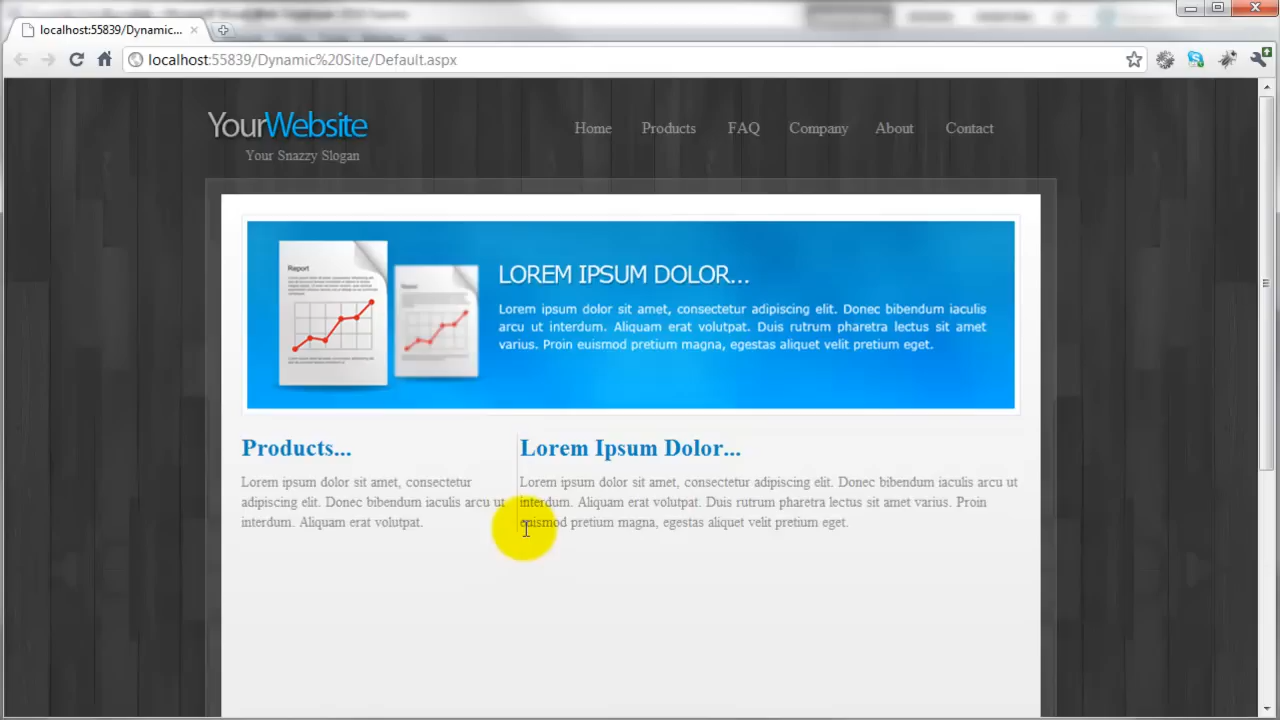 localhost:55839/Dynamic...
localhost:55839/Dynamic%20Site/Default.aspx
YourWebsite
Your Snazzy Slogan
Home Products FAQ Company About Contact
Report
Report
LOREM IPSUM DOLOR...
Lorem ipsum dolor sit amet, consectetur adipiscing elit. Donec bibendum iaculis
arcu ut interdum. Aliquam erat volutpat. Duis rutrum pharetra lectus sit amet
varius. Proin euismod pretium magna, egestas aliquet velit pretium eget.
Products...
Lorem ipsum dolor sit amet, consectetur
adipiscing elit. Donec bibendum iaculis arcu ut
interdum. Aliquam erat volutpat.
Lorem Ipsum Dolor...
Lorem ipsum dolor sit amet, consectetur adipiscing elit. Donec bibendum iaculis arcu ut
interdum. Aliquam erat volutpat. Duis rutrum pharetra lectus sit amet varius. Proin
euismod pretium magna, egestas aliquet velit pretium eget.